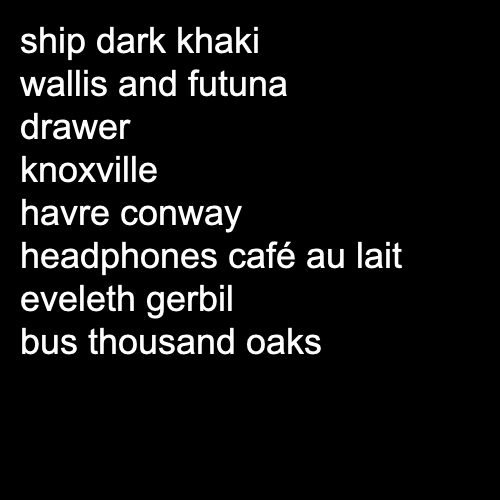 ship dark khaki
wallis and futuna
drawer
knoxville
havre conway
headphones café au lait
eveleth gerbil
bus thousand oaks